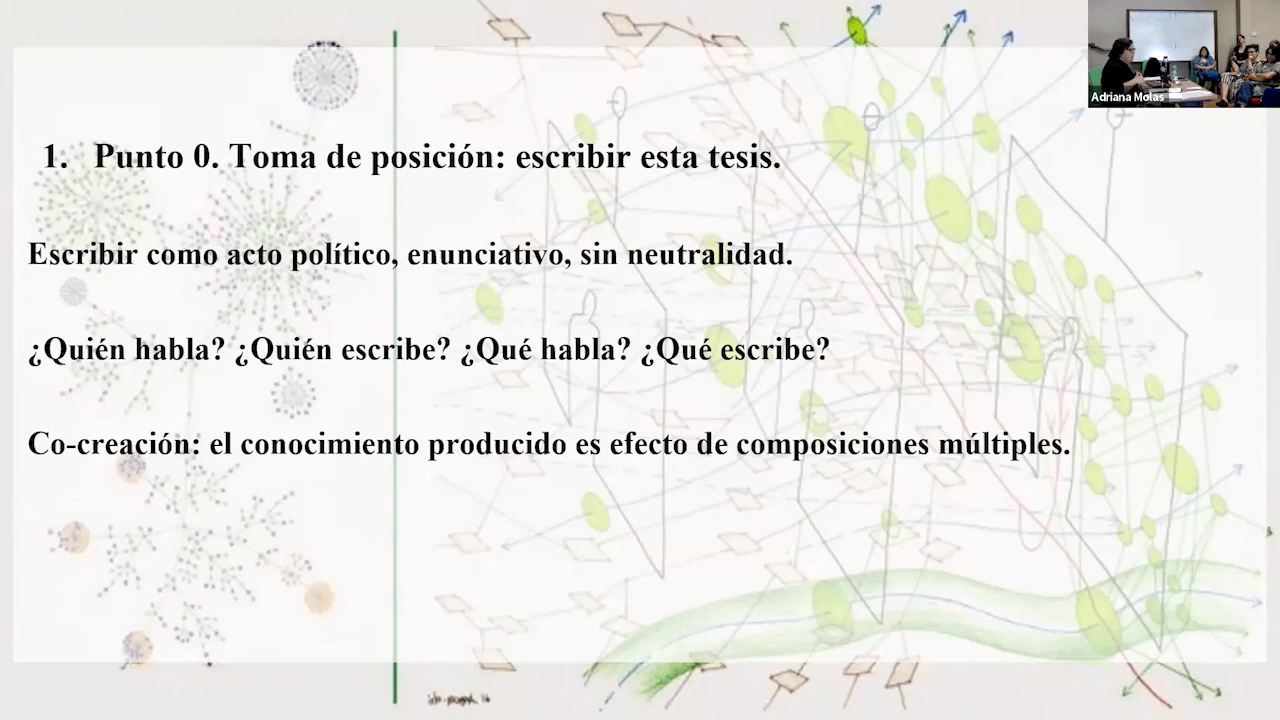 Adriana Molas
1. Punto 0. Toma de posición: escribir esta tesis.
Escribir como acto político, enunciativo, sin neutralidad.
¿Quién habla? ¿Quién escribe? ¿Qué habla? ¿Qué escribe?
Co-creación: el conocimiento producido es efecto de composiciones múltiples.